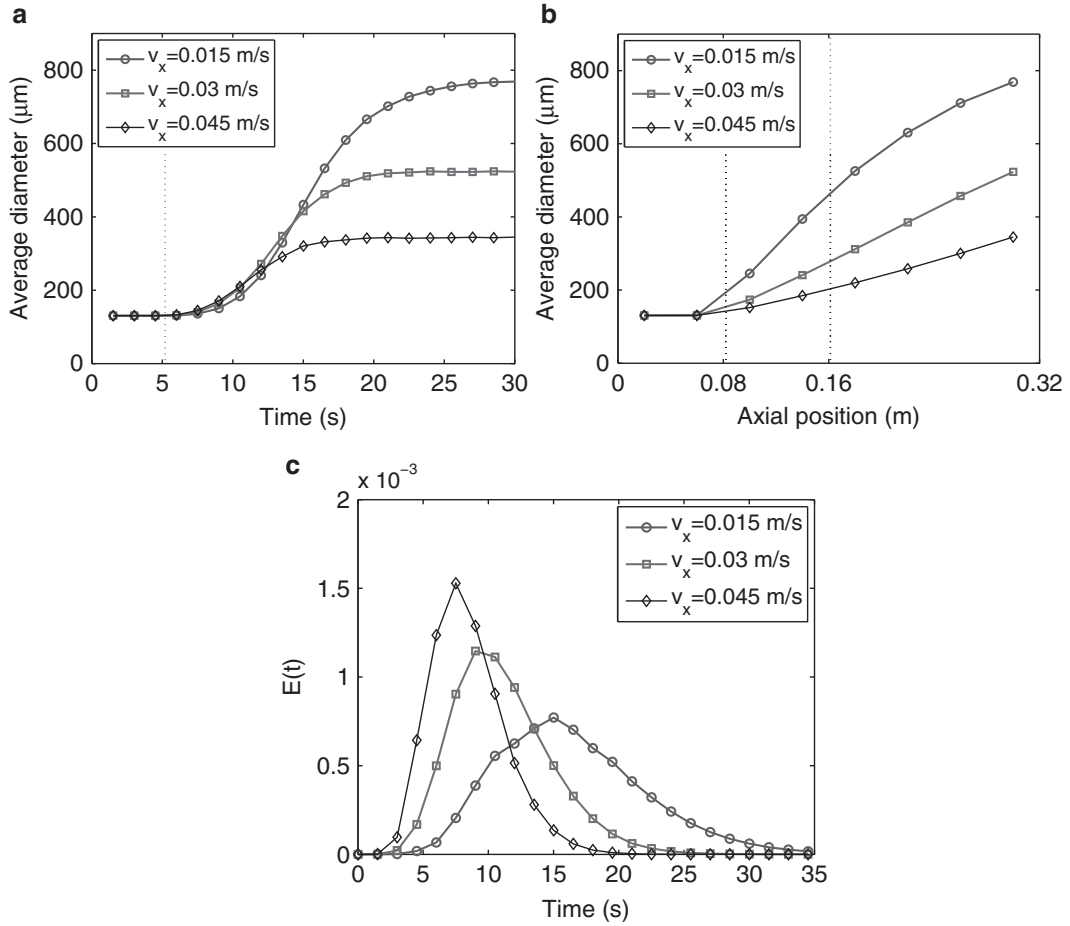 a
v_x=0.015 m/s
v_x=0.03 m/s
v_x=0.045 m/s
Average diameter (μm)
800
600
400
200
0
0 5 10 15 20 25 30
Time (s)
b
v_x=0.015 m/s
v_x=0.03 m/s
v_x=0.045 m/s
Average diameter (μm)
800
600
400
200
0
0 0.08 0.16 0.32
Axial position (m)
c
x 10⁻³
v_x=0.015 m/s
v_x=0.03 m/s
v_x=0.045 m/s
E(t)
2
1.5
1
0.5
0
0 5 10 15 20 25 30 35
Time (s)